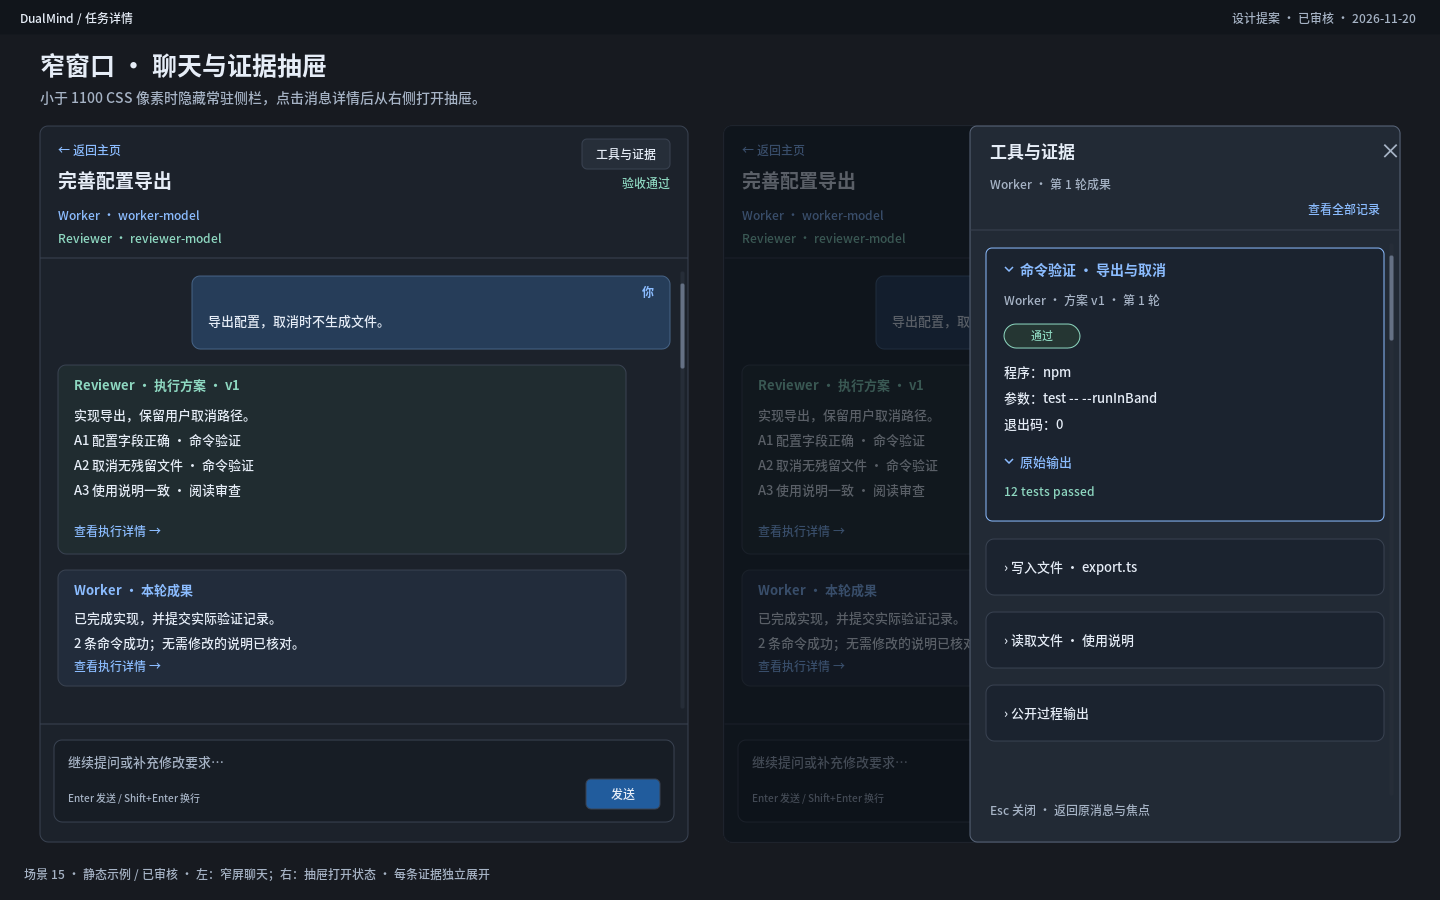 DualMind / 任务详情
设计提案 · 已审核 · 2026-11-20
窄窗口 · 聊天与证据抽屉
小于 1100 CSS 像素时隐藏常驻侧栏，点击消息详情后从右侧打开抽屉。
← 返回主页
工具与证据
完善配置导出
验收通过
Worker · worker-model
Reviewer · reviewer-model
你
导出配置，取消时不生成文件。
Reviewer · 执行方案 · v1
实现导出，保留用户取消路径。
A1 配置字段正确 · 命令验证
A2 取消无残留文件 · 命令验证
A3 使用说明一致 · 阅读审查
查看执行详情 →
Worker · 本轮成果
已完成实现，并提交实际验证记录。
2 条命令成功；无需修改的说明已核对。
查看执行详情 →
继续提问或补充修改要求…
Enter 发送 / Shift+Enter 换行
发送
← 返回主页
完善配置导出
Worker · worker-model
Reviewer · reviewer-model
导出配置，取
Reviewer · 执行方案 · v1
实现导出，保留用户取消路径。
A1 配置字段正确 · 命令验证
A2 取消无残留文件 · 命令验证
A3 使用说明一致 · 阅读审查
查看执行详情 →
Worker · 本轮成果
已完成实现，并提交实际验证记录。
2 条命令成功；无需修改的说明已核对
查看执行详情 →
继续提问或补充修改要求…
Enter 发送 / Shift+Enter 换行
工具与证据
Worker · 第 1 轮成果
查看全部记录
命令验证 · 导出与取消
Worker · 方案 v1 · 第 1 轮
通过
程序：npm
参数：test -- --runInBand
退出码：0
原始输出
12 tests passed
› 写入文件 · export.ts
› 读取文件 · 使用说明
› 公开过程输出
Esc 关闭 · 返回原消息与焦点
场景 15 · 静态示例 / 已审核 · 左：窄屏聊天；右：抽屉打开状态 · 每条证据独立展开